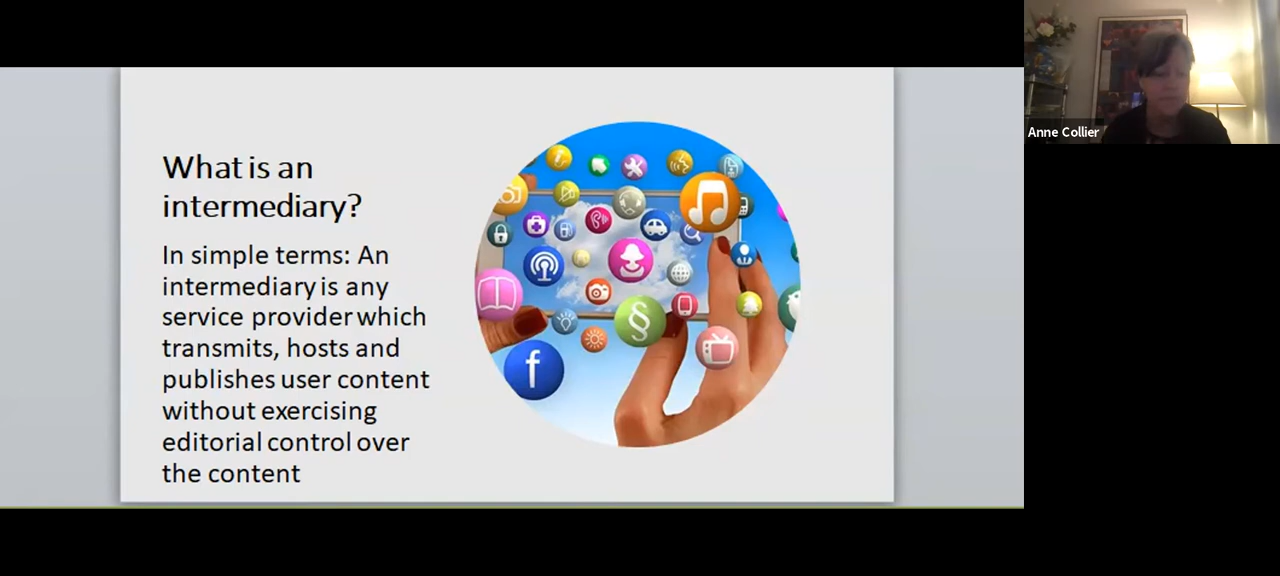 What is an
intermediary?
In simple terms: An
intermediary is any
service provider which
transmits, hosts and
publishes user content
without exercising
editorial control over
the content
f
§
Anne Collier